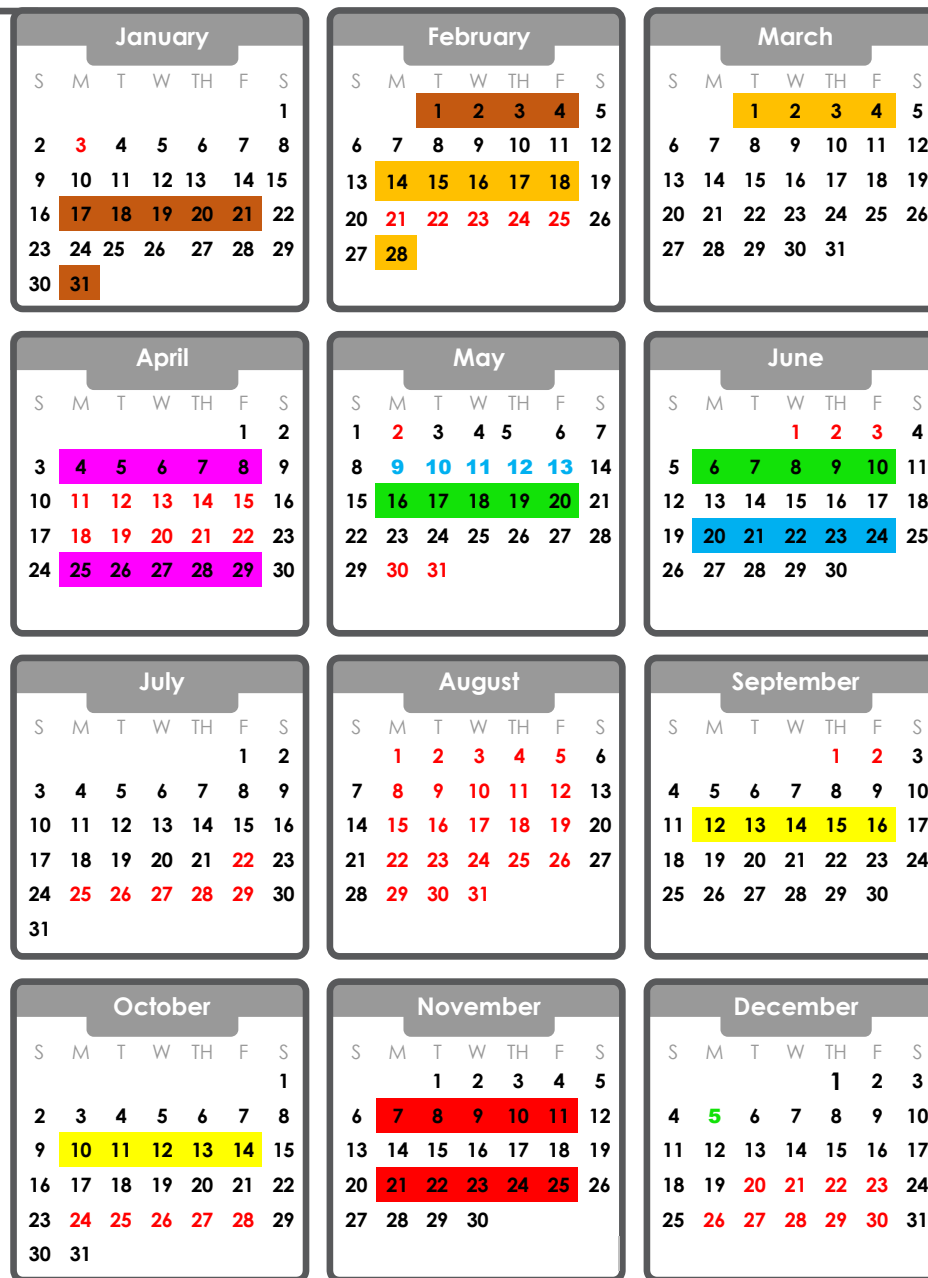 January
S M T W TH F S
1
2 3 4 5 6 7 8
9 10 11 12 13 14 15
16 17 18 19 20 21 22
23 24 25 26 27 28 29
30 31
February
S M T W TH F S
1 2 3 4 5
6 7 8 9 10 11 12
13 14 15 16 17 18 19
20 21 22 23 24 25 26
27 28
March
S M T W TH F S
1 2 3 4 5
6 7 8 9 10 11 12
13 14 15 16 17 18 19
20 21 22 23 24 25 26
27 28 29 30 31
April
S M T W TH F S
1 2
3 4 5 6 7 8 9
10 11 12 13 14 15 16
17 18 19 20 21 22 23
24 25 26 27 28 29 30
May
S M T W TH F S
1 2 3 4 5 6 7
8 9 10 11 12 13 14
15 16 17 18 19 20 21
22 23 24 25 26 27 28
29 30 31
June
S M T W TH F S
1 2 3 4
5 6 7 8 9 10 11
12 13 14 15 16 17 18
19 20 21 22 23 24 25
26 27 28 29 30
July
S M T W TH F S
1 2
3 4 5 6 7 8 9
10 11 12 13 14 15 16
17 18 19 20 21 22 23
24 25 26 27 28 29 30
31
August
S M T W TH F S
1 2 3 4 5 6
7 8 9 10 11 12 13
14 15 16 17 18 19 20
21 22 23 24 25 26 27
28 29 30 31
September
S M T W TH F S
1 2 3
4 5 6 7 8 9 10
11 12 13 14 15 16 17
18 19 20 21 22 23 24
25 26 27 28 29 30
October
S M T W TH F S
1
2 3 4 5 6 7 8
9 10 11 12 13 14 15
16 17 18 19 20 21 22
23 24 25 26 27 28 29
30 31
November
S M T W TH F S
1 2 3 4 5
6 7 8 9 10 11 12
13 14 15 16 17 18 19
20 21 22 23 24 25 26
27 28 29 30
December
S M T W TH F S
1 2 3
4 5 6 7 8 9 10
11 12 13 14 15 16 17
18 19 20 21 22 23 24
25 26 27 28 29 30 31